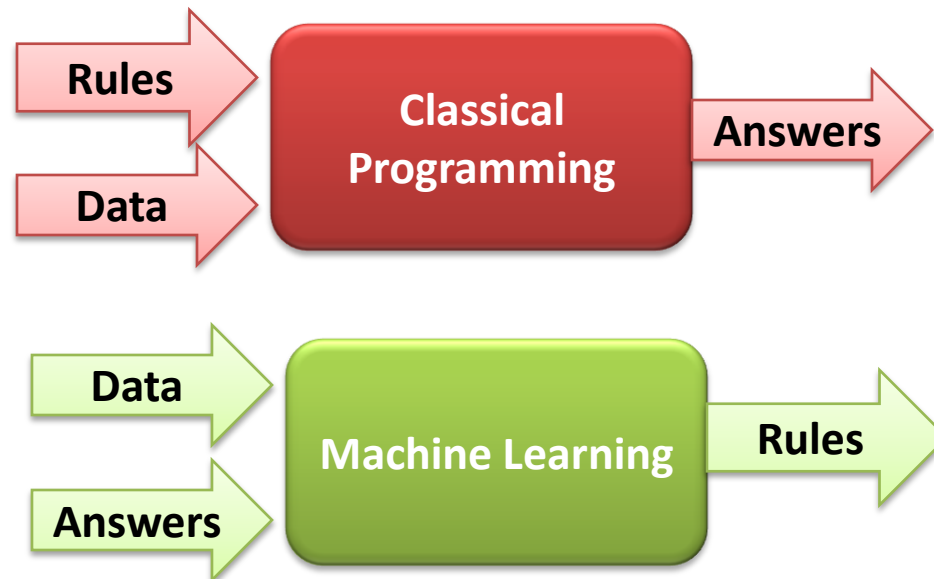 Rules
Data
Classical
Programming
Answers
Data
Answers
Machine Learning
Rules